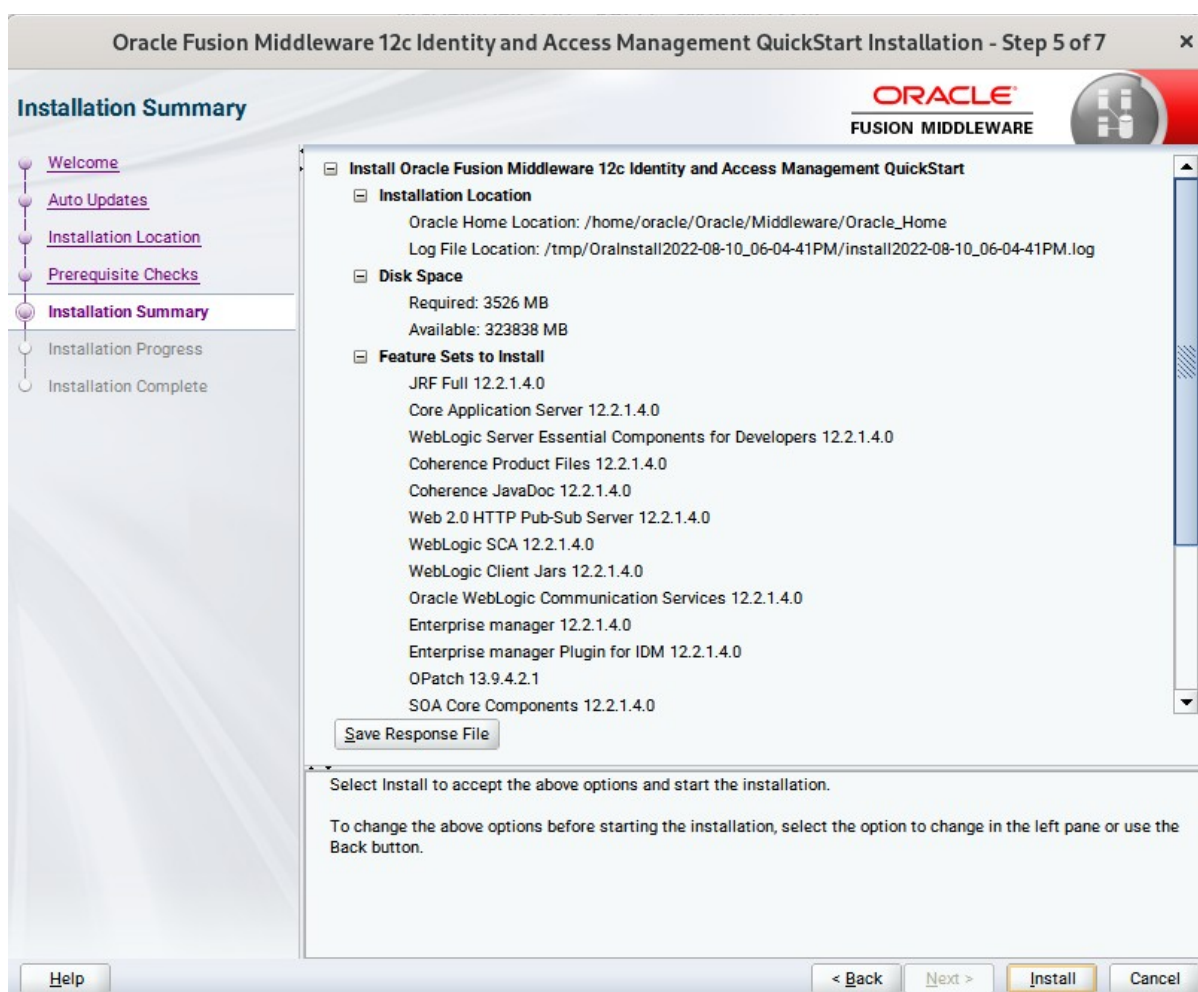 Oracle Fusion Middleware 12c Identity and Access Management QuickStart Installation - Step 5 of 7
Installation Summary
ORACLE
FUSION MIDDLEWARE
Welcome
Auto Updates
Installation Location
Prerequisite Checks
Installation Summary
Installation Progress
Installation Complete
Install Oracle Fusion Middleware 12c Identity and Access Management QuickStart
Installation Location
Oracle Home Location: /home/oracle/Oracle/Middleware/Oracle_Home
Log File Location: /tmp/OraInstall2022-08-10_06-04-41PM/install2022-08-10_06-04-41PM.log
Disk Space
Required: 3526 MB
Available: 323838 MB
Feature Sets to Install
JRF Full 12.2.1.4.0
Core Application Server 12.2.1.4.0
WebLogic Server Essential Components for Developers 12.2.1.4.0
Coherence Product Files 12.2.1.4.0
Coherence JavaDoc 12.2.1.4.0
Web 2.0 HTTP Pub-Sub Server 12.2.1.4.0
WebLogic SCA 12.2.1.4.0
WebLogic Client Jars 12.2.1.4.0
Oracle WebLogic Communication Services 12.2.1.4.0
Enterprise manager 12.2.1.4.0
Enterprise manager Plugin for IDM 12.2.1.4.0
OPatch 13.9.4.2.1
SOA Core Components 12.2.1.4.0
Save Response File
Select Install to accept the above options and start the installation.
To change the above options before starting the installation, select the option to change in the left pane or use the
Back button.
Help
< Back
Next >
Install
Cancel